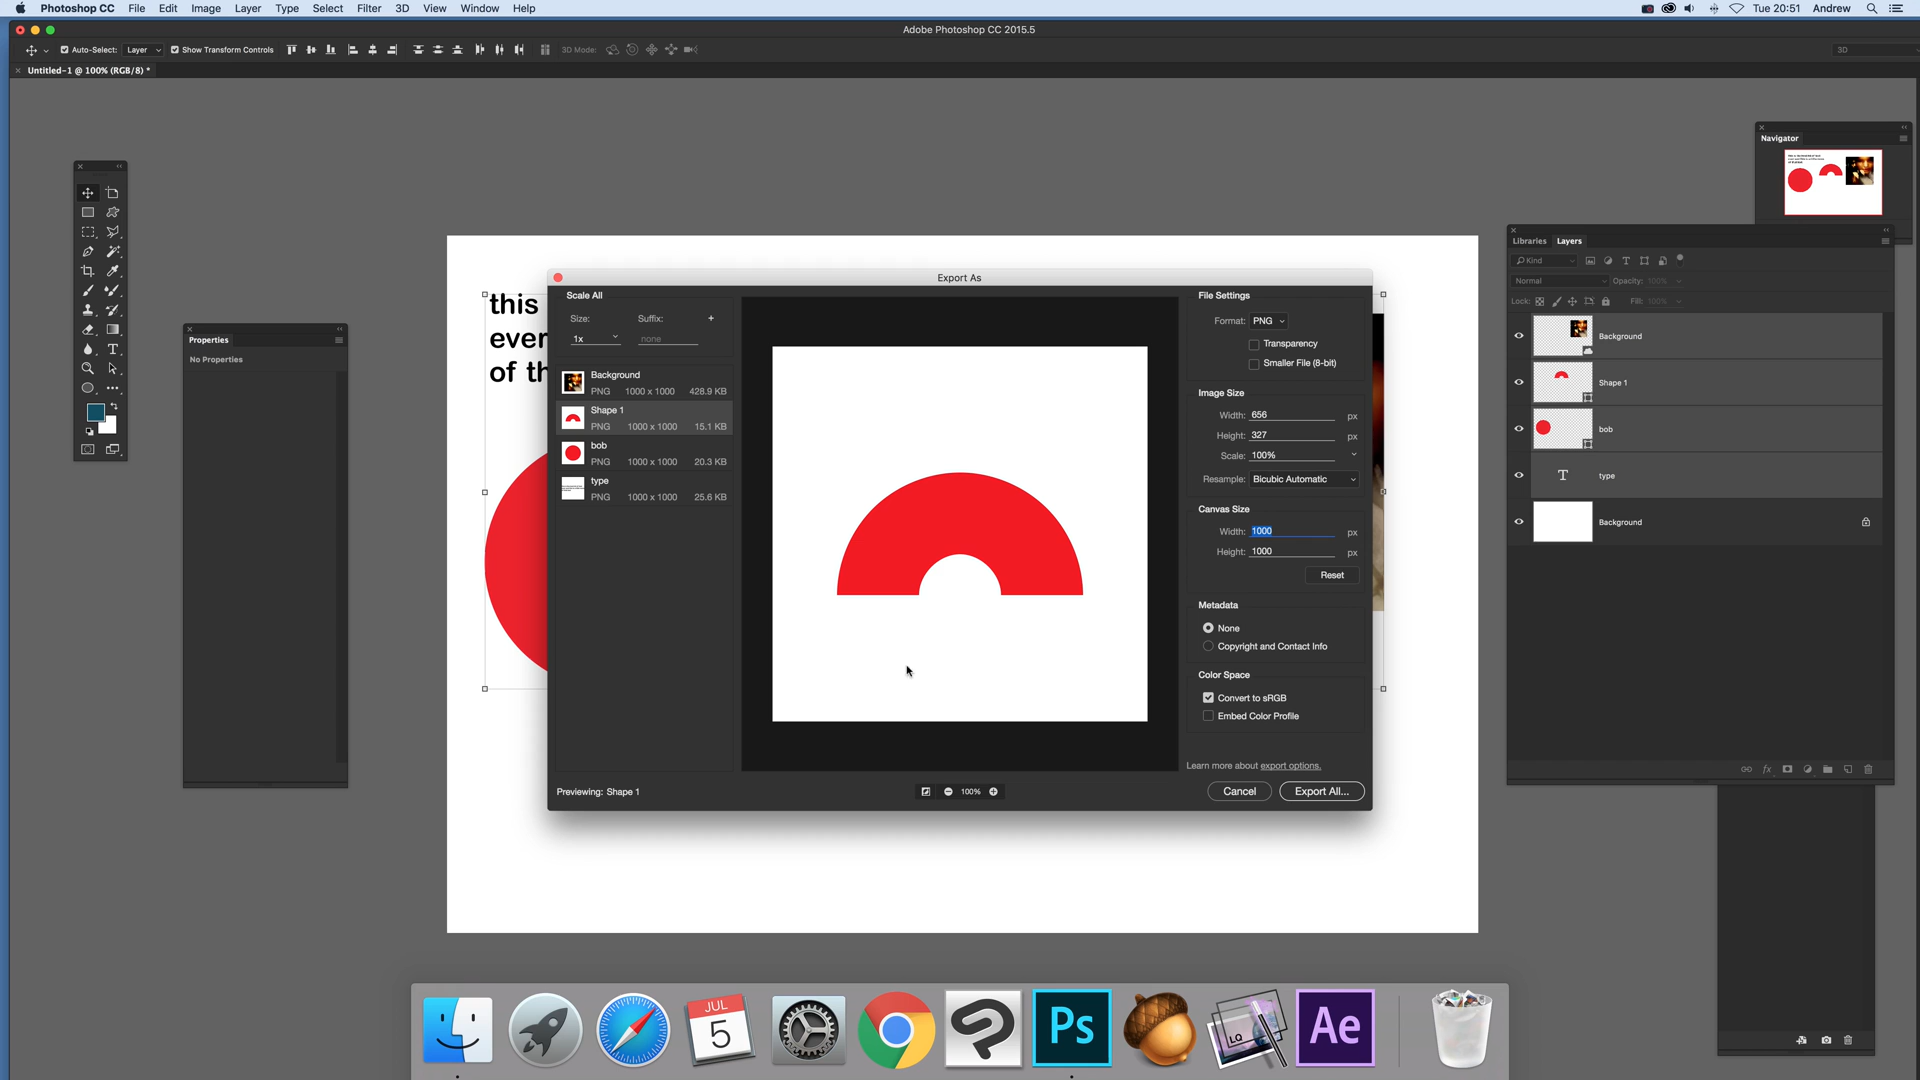 Photoshop CC File Edit Image Layer Type Select Filter 3D View Window Help Tue 20:51 Andrew
Adobe Photoshop CC 2015.5
Auto-Select: Layer Show Transform Controls 3D Mode: 3D
Untitled-1 @ 100% (RGB/8) *
Navigator
Libraries Layers
Kind
Normal Opacity: 100%
Lock: Fill: 100%
Background
Shape 1
bob
type
Background
Properties
No Properties
this
ever
of th
Export As
Scale All
Size: Suffix:
1x none
Background
PNG 1000 x 1000 428.9 KB
Shape 1
PNG 1000 x 1000 15.1 KB
bob
PNG 1000 x 1000 20.3 KB
type
PNG 1000 x 1000 25.6 KB
Previewing: Shape 1
100%
File Settings
Format: PNG
Transparency
Smaller File (8-bit)
Image Size
Width: 656 px
Height: 327 px
Scale: 100%
Resample: Bicubic Automatic
Canvas Size
Width: 1000 px
Height: 1000 px
Reset
Metadata
None
Copyright and Contact Info
Color Space
Convert to sRGB
Embed Color Profile
Learn more about export options.
Cancel Export All...
JUL
5
Ps
LQ
Ae